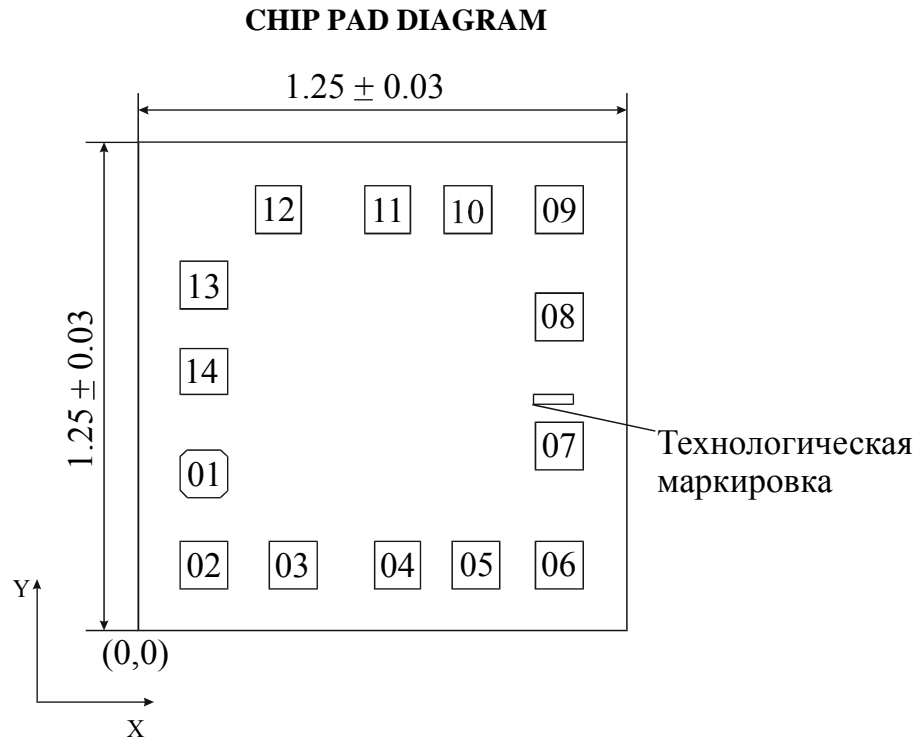 CHIP PAD DIAGRAM
1.25 ± 0.03
12 11 10 09
13
08
1.25 ± 0.03
14
07
Технологическая
маркировка
01
02 03 04 05 06
Y
(0,0)
X